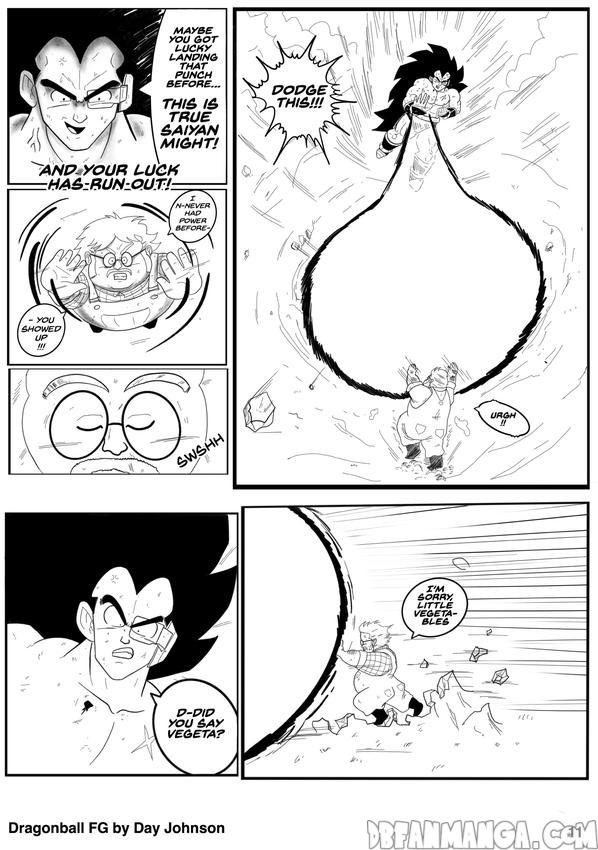 MAYBE
YOU GOT
LUCKY
LANDING
THAT
PUNCH
BEFORE...
THIS IS
TRUE
SAIYAN
MIGHT!
AND YOUR LUCK
HAS RUN OUT!
DODGE
THIS!!!
I
N-NEVER
HAD
POWER
BEFORE-
- YOU
SHOWED
UP
!!!
SWSHH
URGH
!!
I'M
SORRY,
LITTLE
VEGETA-
BLES
D-DID
YOU SAY
VEGETA?
Dragonball FG by Day Johnson
11
DBFANMANGA.COM